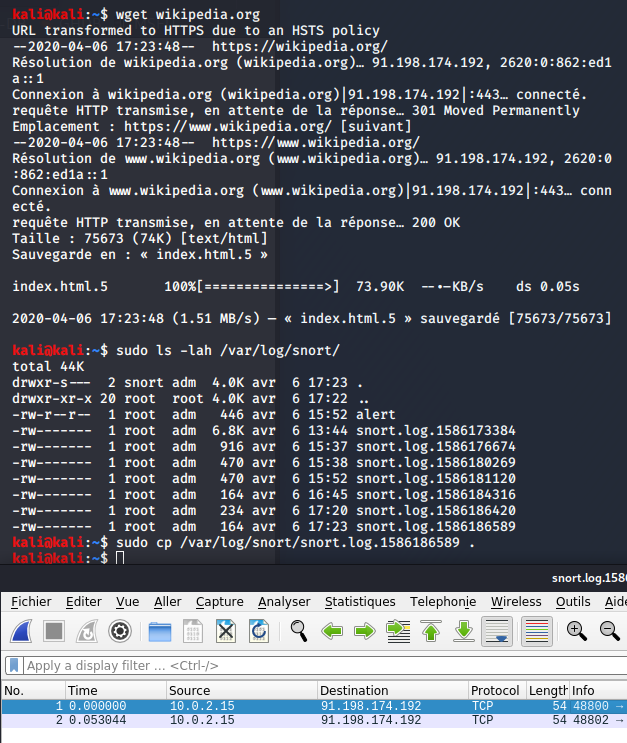 kali@kali:~$ wget wikipedia.org
URL transformed to HTTPS due to an HSTS policy
--2020-04-06 17:23:48--  https://wikipedia.org/
Résolution de wikipedia.org (wikipedia.org)… 91.198.174.192, 2620:0:862:ed1
a::1
Connexion à wikipedia.org (wikipedia.org)|91.198.174.192|:443… connecté.
requête HTTP transmise, en attente de la réponse… 301 Moved Permanently
Emplacement : https://www.wikipedia.org/ [suivant]
--2020-04-06 17:23:48--  https://www.wikipedia.org/
Résolution de www.wikipedia.org (www.wikipedia.org)… 91.198.174.192, 2620:0
:862:ed1a::1
Connexion à www.wikipedia.org (www.wikipedia.org)|91.198.174.192|:443… conn
ecté.
requête HTTP transmise, en attente de la réponse… 200 OK
Taille : 75673 (74K) [text/html]
Sauvegarde en : « index.html.5 »
index.html.5       100%[===============>]  73.90K  --•-KB/s    ds 0.05s
2020-04-06 17:23:48 (1.51 MB/s) — « index.html.5 » sauvegardé [75673/75673]
kali@kali:~$ sudo ls -lah /var/log/snort/
total 44K
drwxr-s---  2 snort adm  4.0K avr  6 17:23 .
drwxr-xr-x 20 root  root 4.0K avr  6 17:22 ..
-rw-r--r--  1 root  adm   446 avr  6 15:52 alert
-rw-------  1 root  adm  6.8K avr  6 13:44 snort.log.1586173384
-rw-------  1 root  adm   916 avr  6 15:37 snort.log.1586176674
-rw-------  1 root  adm   470 avr  6 15:38 snort.log.1586180269
-rw-------  1 root  adm   470 avr  6 15:52 snort.log.1586181120
-rw-------  1 root  adm   164 avr  6 16:45 snort.log.1586184316
-rw-------  1 root  adm   234 avr  6 17:20 snort.log.1586186420
-rw-------  1 root  adm   164 avr  6 17:23 snort.log.1586186589
kali@kali:~$ sudo cp /var/log/snort/snort.log.1586186589 .
kali@kali:~$
snort.log.1586
Fichier Editer Vue Aller Capture Analyser Statistiques Telephonie Wireless Outils Aide
Apply a display filter … <Ctrl-/>
No. Time Source Destination Protocol Length Info
1 0.000000 10.0.2.15 91.198.174.192 TCP 54 48800 →
2 0.053044 10.0.2.15 91.198.174.192 TCP 54 48802 →